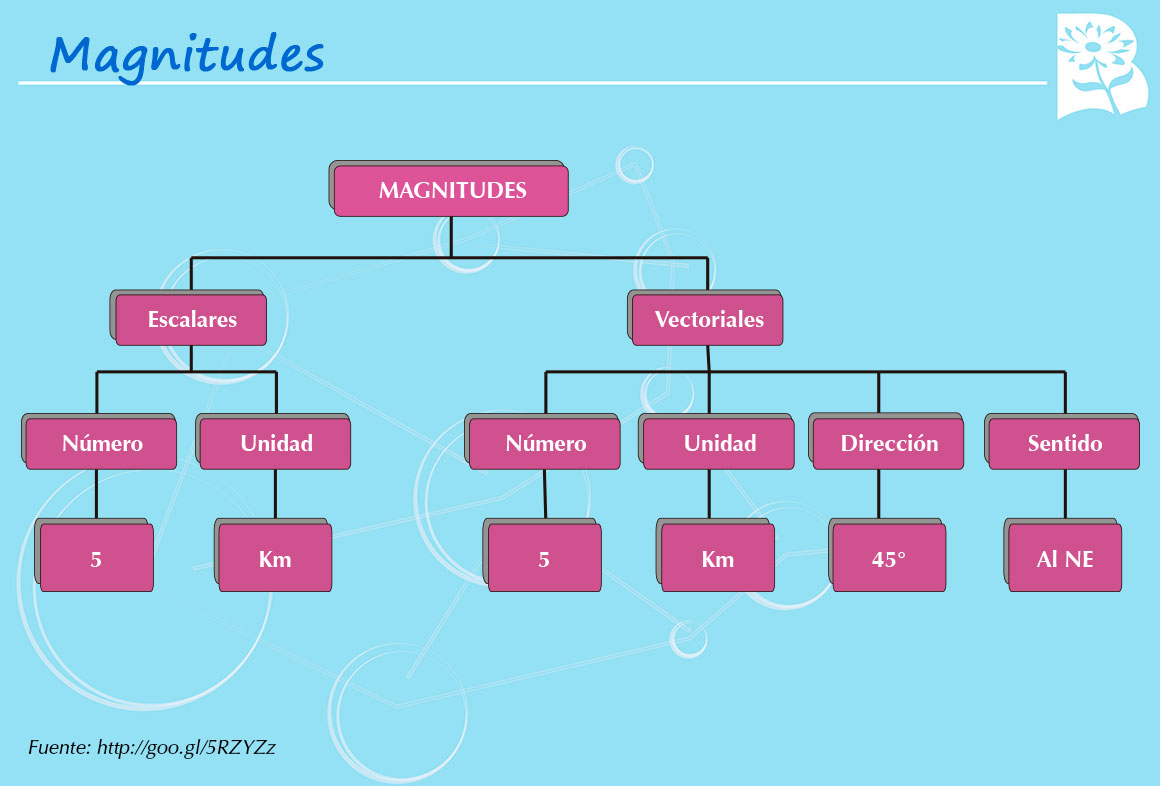 Magnitudes
MAGNITUDES
Escalares
Vectoriales
Número
Unidad
Número
Unidad
Dirección
Sentido
5
Km
5
Km
45°
Al NE
Fuente: http://goo.gl/5RZYZz